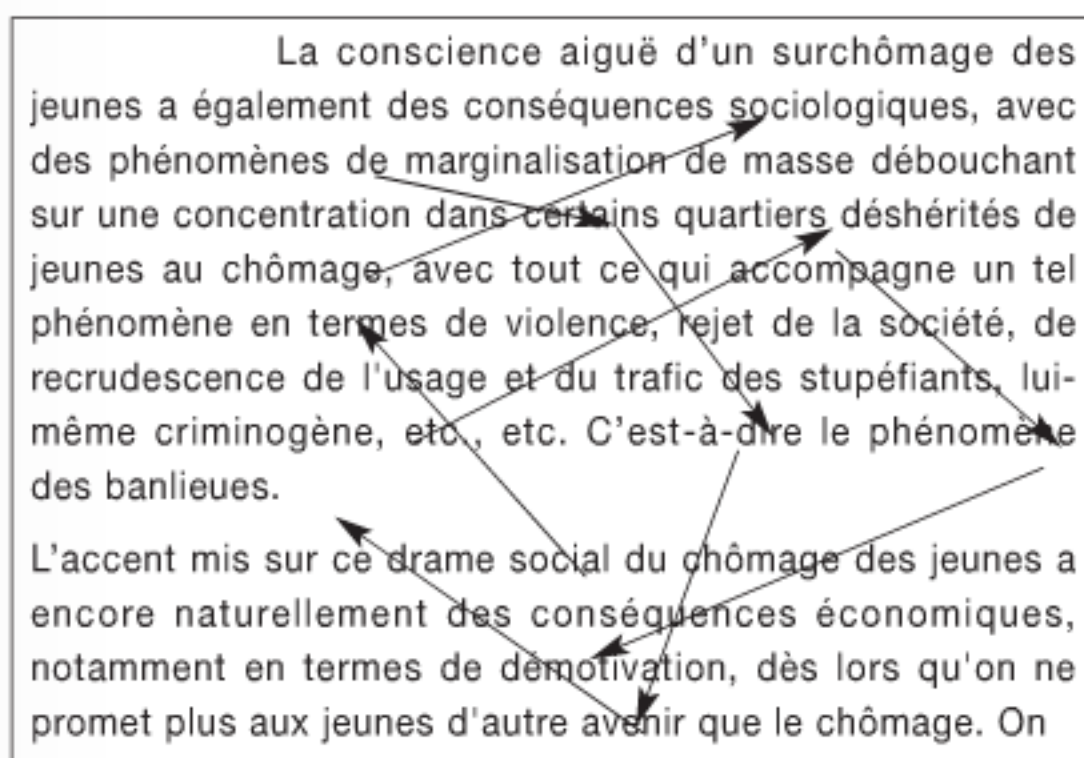 La conscience aiguë d'un surchômage des
jeunes a également des conséquences sociologiques, avec
des phénomènes de marginalisation de masse débouchant
sur une concentration dans certains quartiers déshérités de
jeunes au chômage, avec tout ce qui accompagne un tel
phénomène en termes de violence, rejet de la société, de
recrudescence de l'usage et du trafic des stupéfiants, lui-
même criminogène, etc., etc. C'est-à-dire le phénomène
des banlieues.
L'accent mis sur ce drame social du chômage des jeunes a
encore naturellement des conséquences économiques,
notamment en termes de démotivation, dès lors qu'on ne
promet plus aux jeunes d'autre avenir que le chômage. On